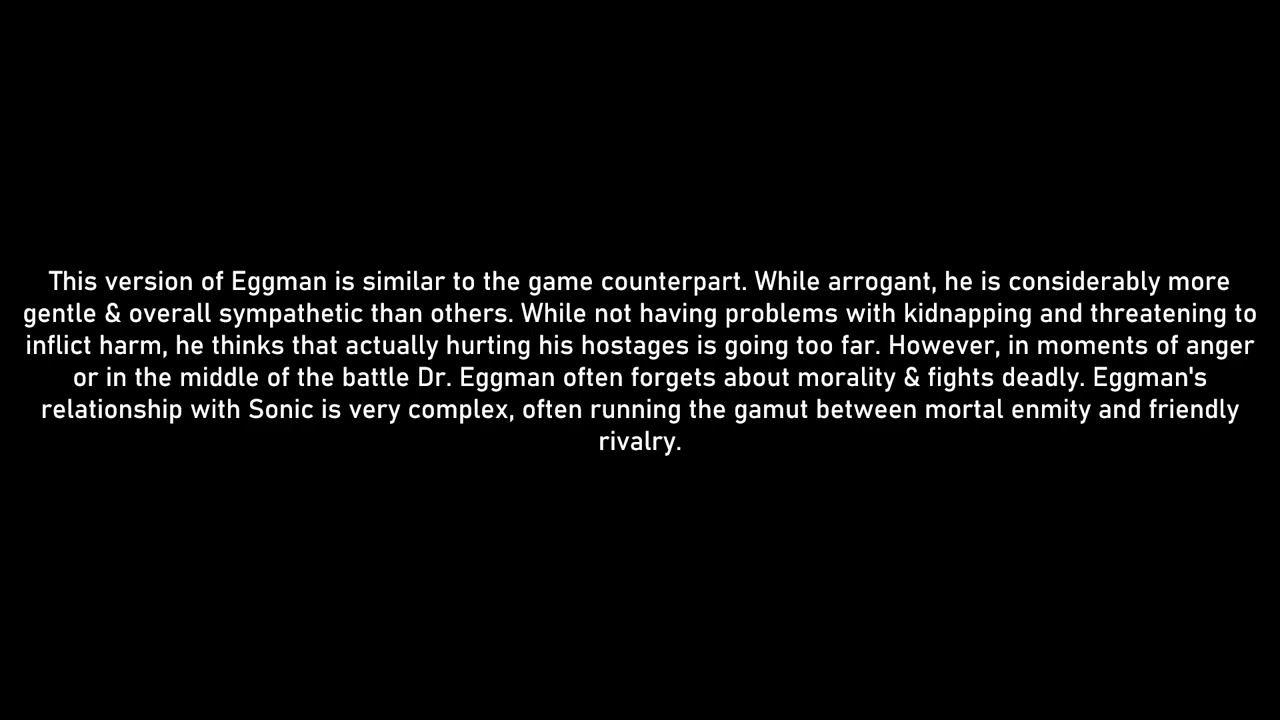 This version of Eggman is similar to the game counterpart. While arrogant, he is considerably more
gentle & overall sympathetic than others. While not having problems with kidnapping and threatening to
inflict harm, he thinks that actually hurting his hostages is going too far. However, in moments of anger
or in the middle of the battle Dr. Eggman often forgets about morality & fights deadly. Eggman's
relationship with Sonic is very complex, often running the gamut between mortal enmity and friendly
rivalry.